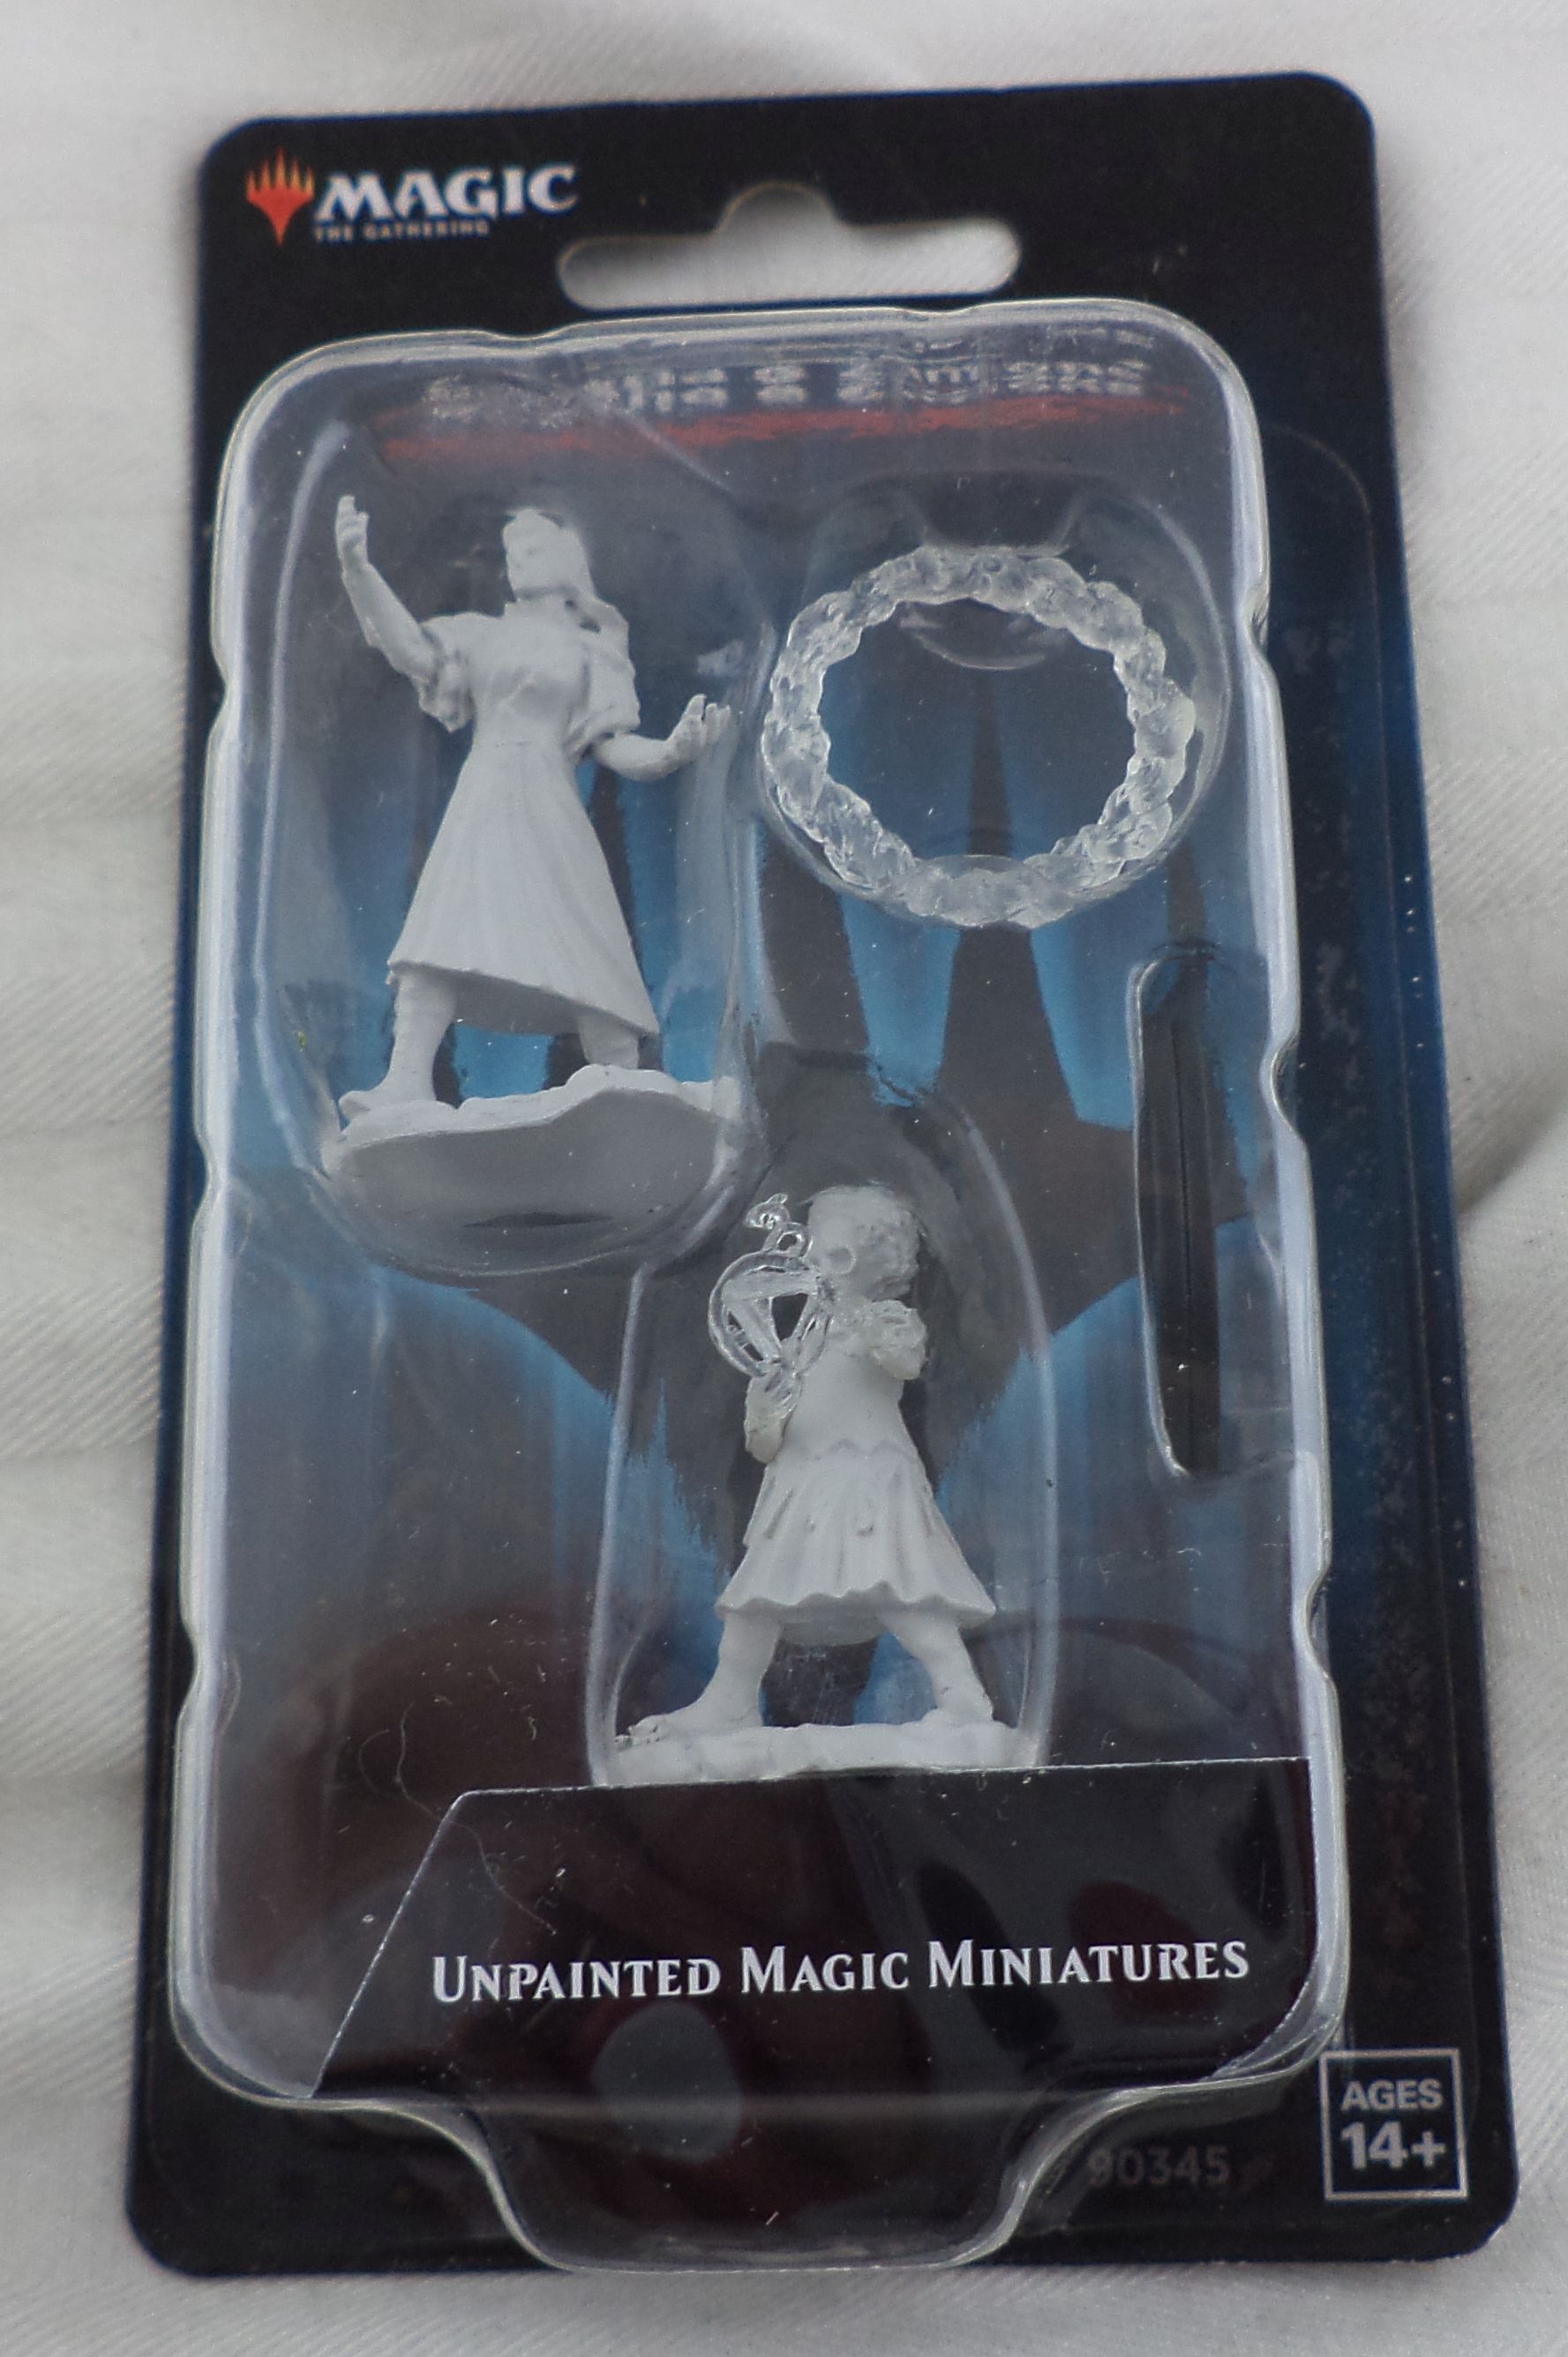 MAGIC
THE GATHERING
UNPAINTED MAGIC MINIATURES
AGES
14+
90345